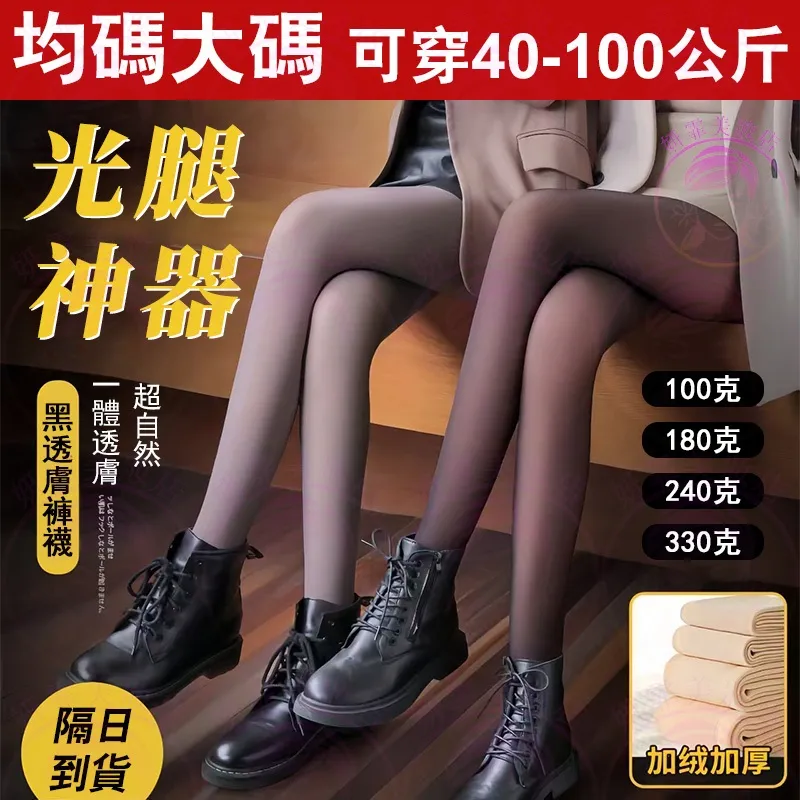 均碼大碼 可穿40-100公斤
光腿
神器
超自然
一體透膚
黑透膚褲襪
100克
180克
240克
330克
隔日
到貨
加绒加厚